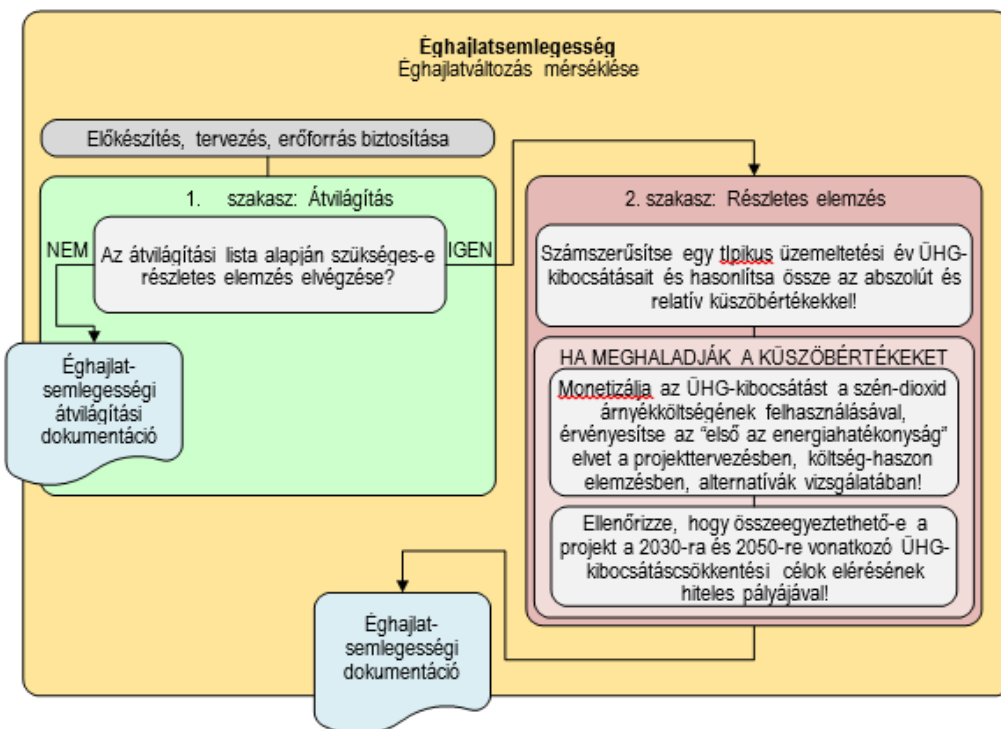 Éghajlatsemlegesség
Éghajlatváltozás mérséklése
Előkészítés, tervezés, erőforrás biztosítása
1. szakasz: Átvilágítás
NEM
Az átvilágítási lista alapján szükséges-e
részletes elemzés elvégzése?
IGEN
Éghajlat-
semlegességi
átvilágítási
dokumentáció
2. szakasz: Részletes elemzés
Számszerűsítse egy tipikus üzemeltetési év ÜHG-
kibocsátásait és hasonlítsa össze az abszolút és
relatív küszöbértékekkel!
HA MEGHALADJÁK A KÜSZÖBÉRTÉKEKET
Monetizálja az ÜHG-kibocsátást a szén-dioxid
árnyékköltségének felhasználásával,
érvényesítse az “első az energiahatékonyság”
elvet a projekttervezésben, költség-haszon
elemzésben, alternatívák vizsgálatában!
Ellenőrizze, hogy összeegyeztethető-e a
projekt a 2030-ra és 2050-re vonatkozó ÜHG-
kibocsátáscsökkentési célok elérésének
hiteles pályájával!
Éghajlat-
semlegességi
dokumentáció